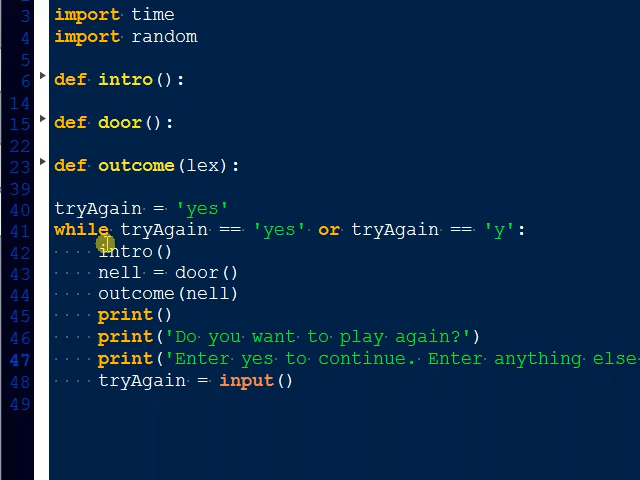 3 import time
4 import random
5
6 def intro():
14
15 def door():
22
23 def outcome(lex):
39
40 tryAgain = 'yes'
41 while tryAgain == 'yes' or tryAgain == 'y':
42 intro()
43 nell = door()
44 outcome(nell)
45 print()
46 print('Do you want to play again?')
47 print('Enter yes to continue. Enter anything else
48 tryAgain = input()
49